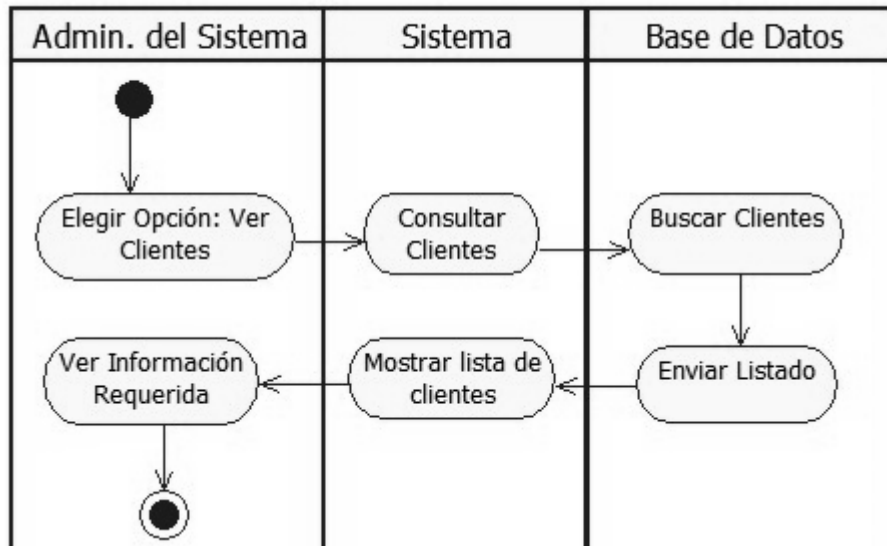 Admin. del Sistema
Sistema
Base de Datos
Elegir Opción: Ver
Clientes
Consultar
Clientes
Buscar Clientes
Ver Información
Requerida
Mostrar lista de
clientes
Enviar Listado